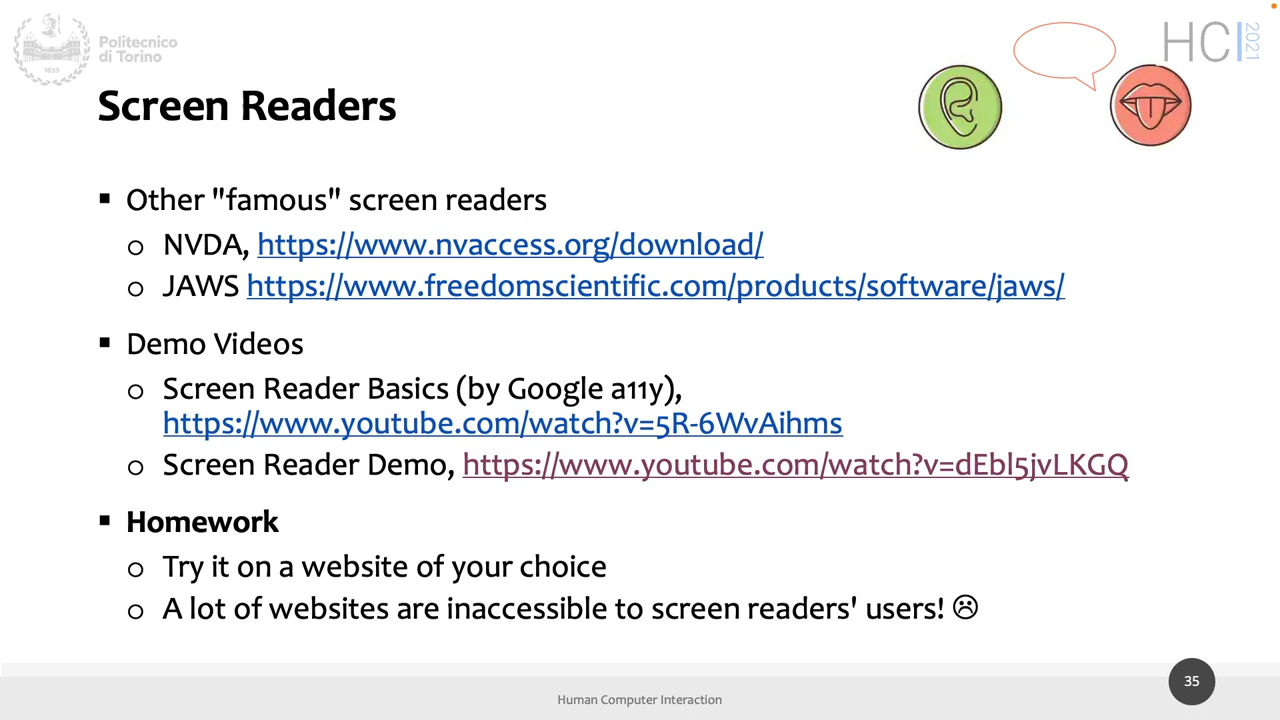 Politecnico
di Torino
1859
HCI 2021
Screen Readers
▪ Other "famous" screen readers
o NVDA, https://www.nvaccess.org/download/
o JAWS https://www.freedomscientific.com/products/software/jaws/
▪ Demo Videos
o Screen Reader Basics (by Google a11y),
https://www.youtube.com/watch?v=5R-6WvAihms
o Screen Reader Demo, https://www.youtube.com/watch?v=dEbl5jvLKGQ
▪ Homework
o Try it on a website of your choice
o A lot of websites are inaccessible to screen readers' users! ☹
Human Computer Interaction
35